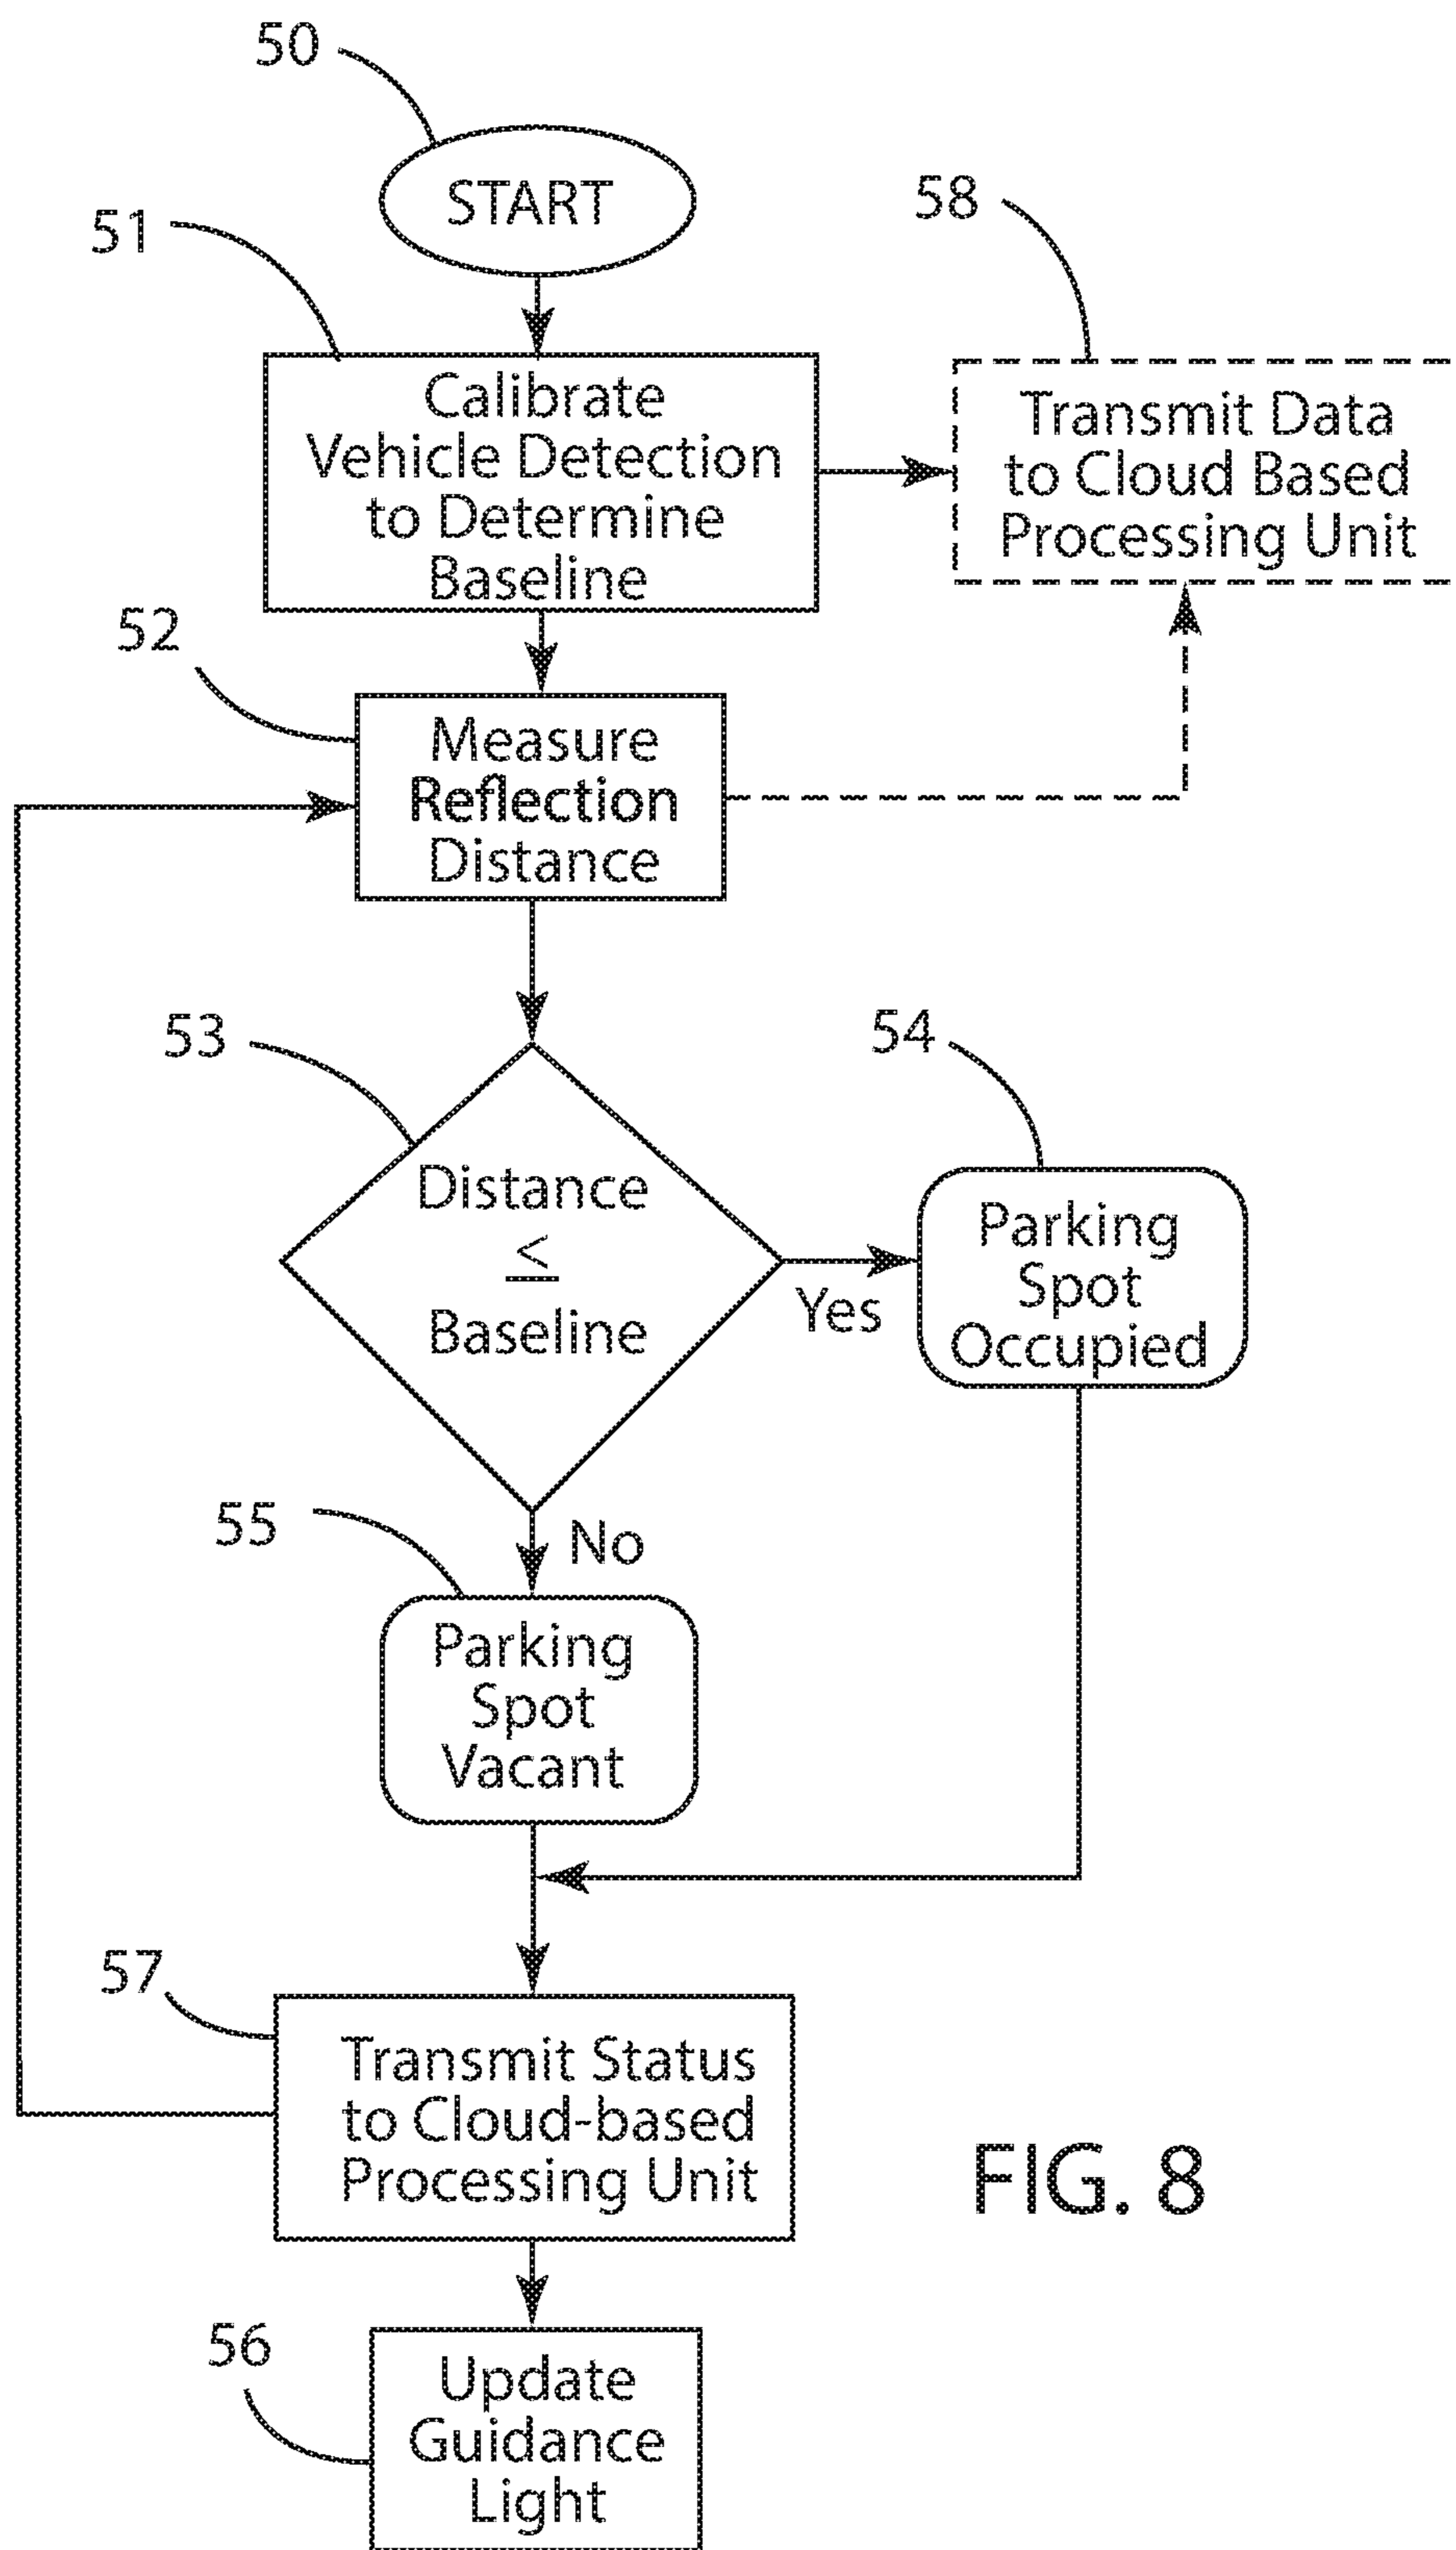 50
START
51
58
Calibrate
Vehicle Detection
to Determine
Baseline
Transmit Data
to Cloud Based
Processing Unit
52
Measure
Reflection
Distance
53
54
Distance
≤
Baseline
Yes
Parking
Spot
Occupied
55
No
Parking
Spot
Vacant
57
Transmit Status
to Cloud-based
Processing Unit
FIG. 8
56
Update
Guidance
Light